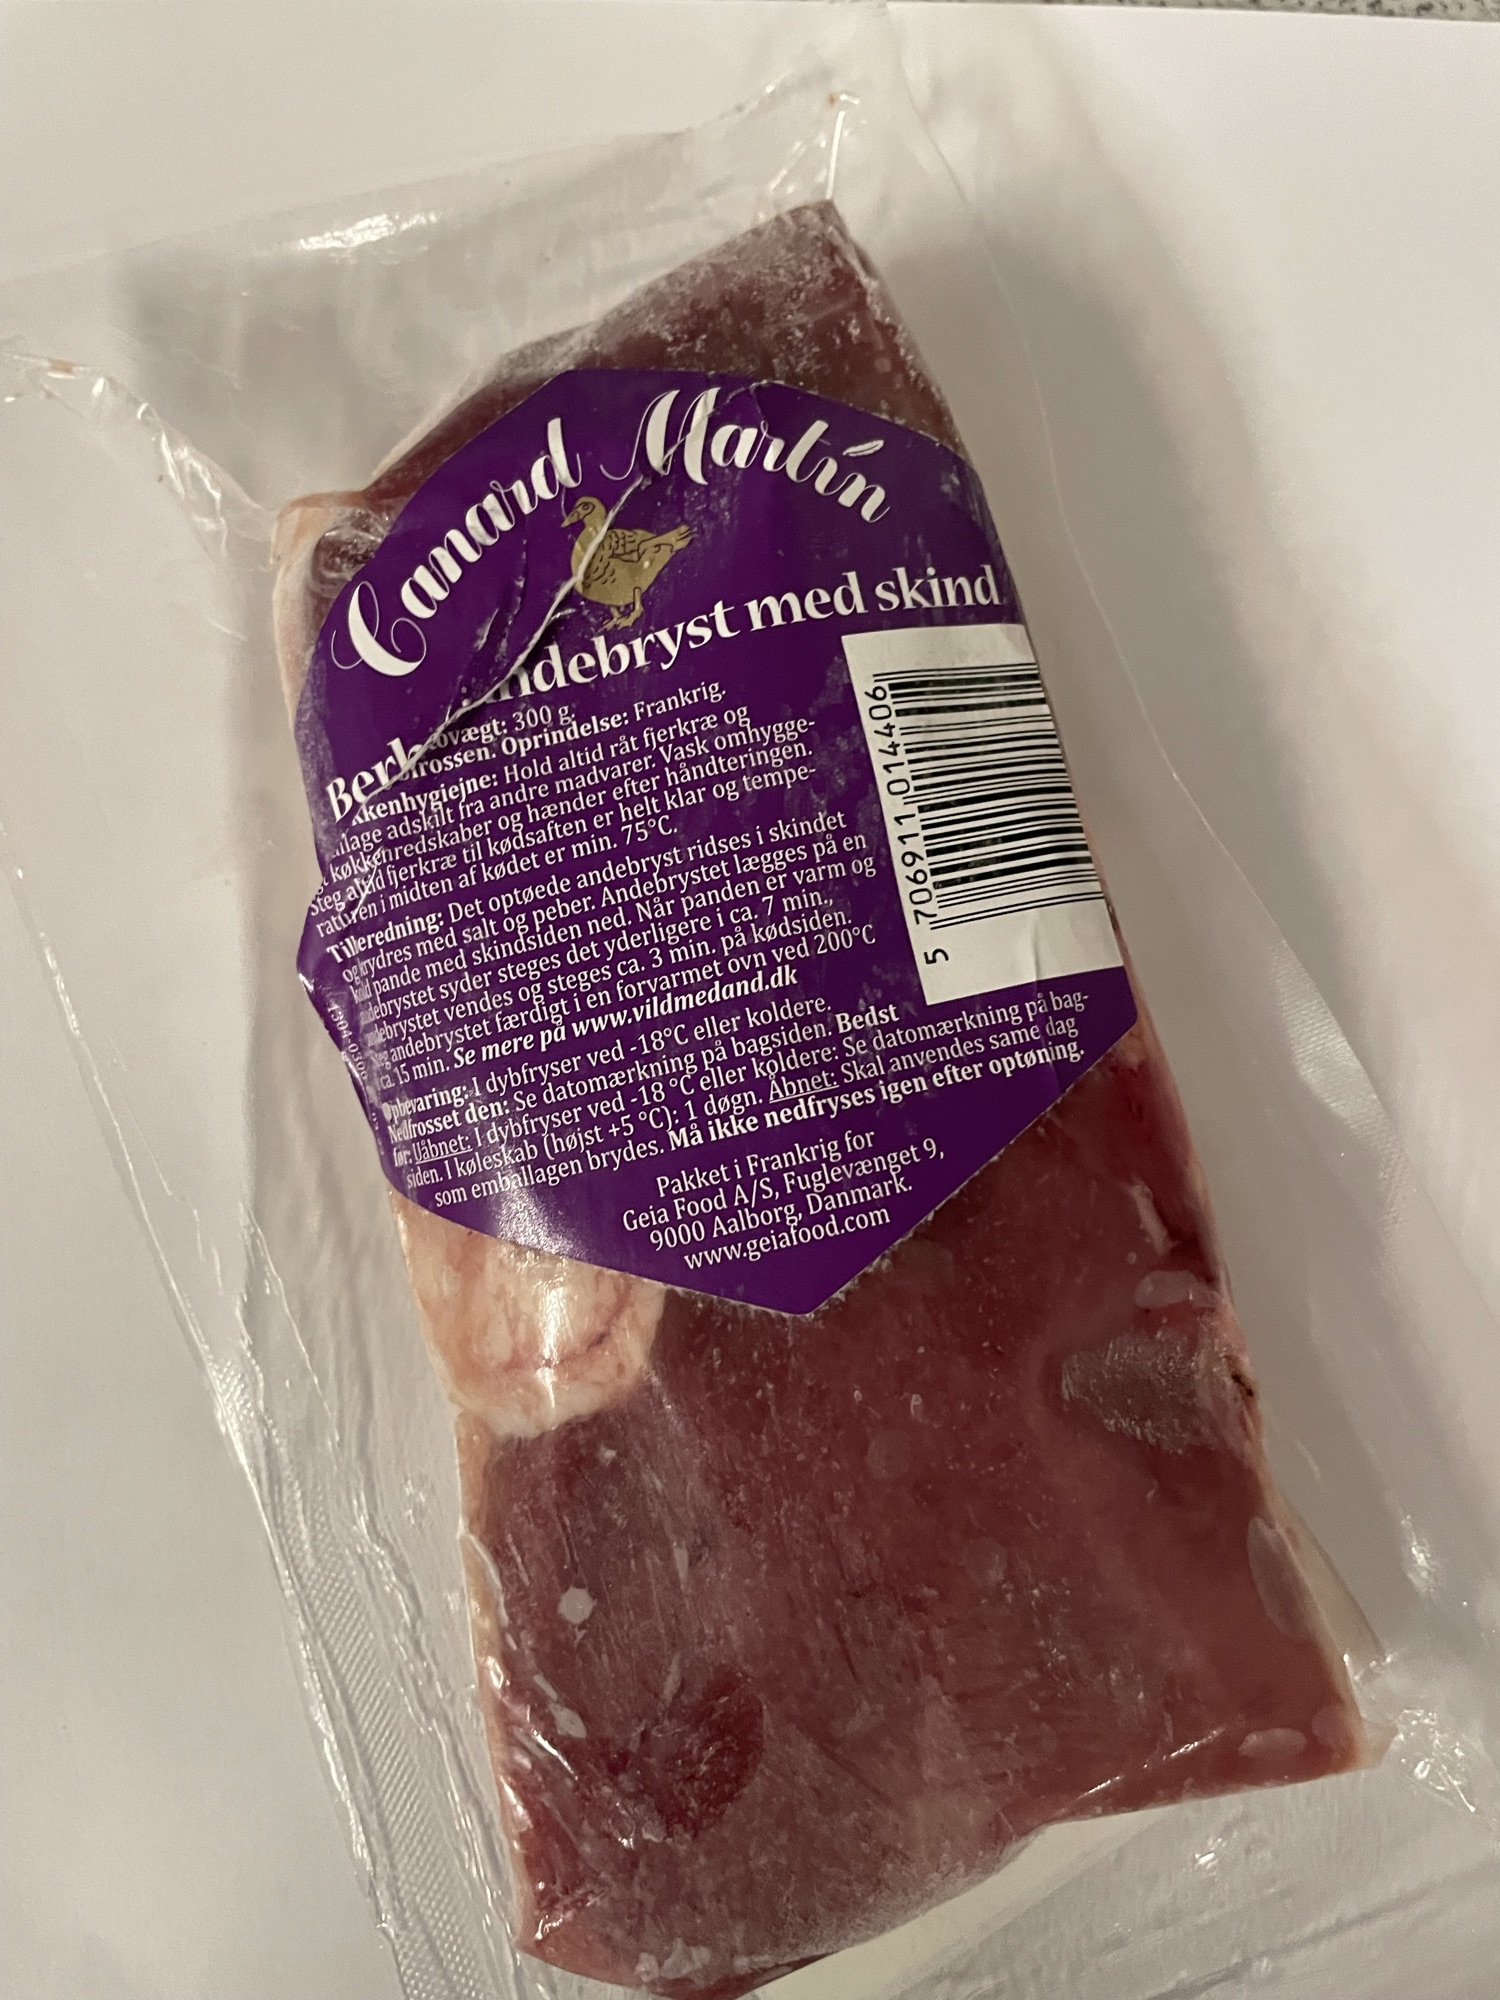 Canard Martin
Berb ndebryst med skind
ovægt: 300 g.
frossen. Oprindelse: Frankrig.
kkenhygiejne: Hold altid råt fjerkræ og
llage adskilt fra andre madvarer. Vask omhygge-
køkkenredskaber og hænder efter håndteringen.
Steg altid fjerkræ til kødsaften er helt klar og tempe-
raturen i midten af kødet er min. 75°C.
Tilberedning: Det optøede andebryst ridses i skindet
og krydres med salt og peber. Andebrystet lægges på en
kold pande med skindsiden ned. Når panden er varm og
ndebrystet syder steges det yderligere i ca. 7 min.,
ndebrystet vendes og steges ca. 3 min. på kødsiden.
Steg andebrystet færdigt i en forvarmet ovn ved 200°C
ca. 15 min. Se mere på www.vildmedand.dk
Opbevaring: I dybfryser ved -18°C eller koldere.
Nedfrosset den: Se datomærkning på bagsiden. Bedst
før: Uåbnet: I dybfryser ved -18 °C eller koldere: Se datomærkning på bag-
siden. I køleskab (højst +5 °C): 1 døgn. Åbnet: Skal anvendes same dag
som emballagen brydes. Må ikke nedfryses igen efter optøning.
Pakket i Frankrig for
Geia Food A/S, Fuglevænget 9,
9000 Aalborg, Danmark.
www.geiafood.com
5 706911 014406